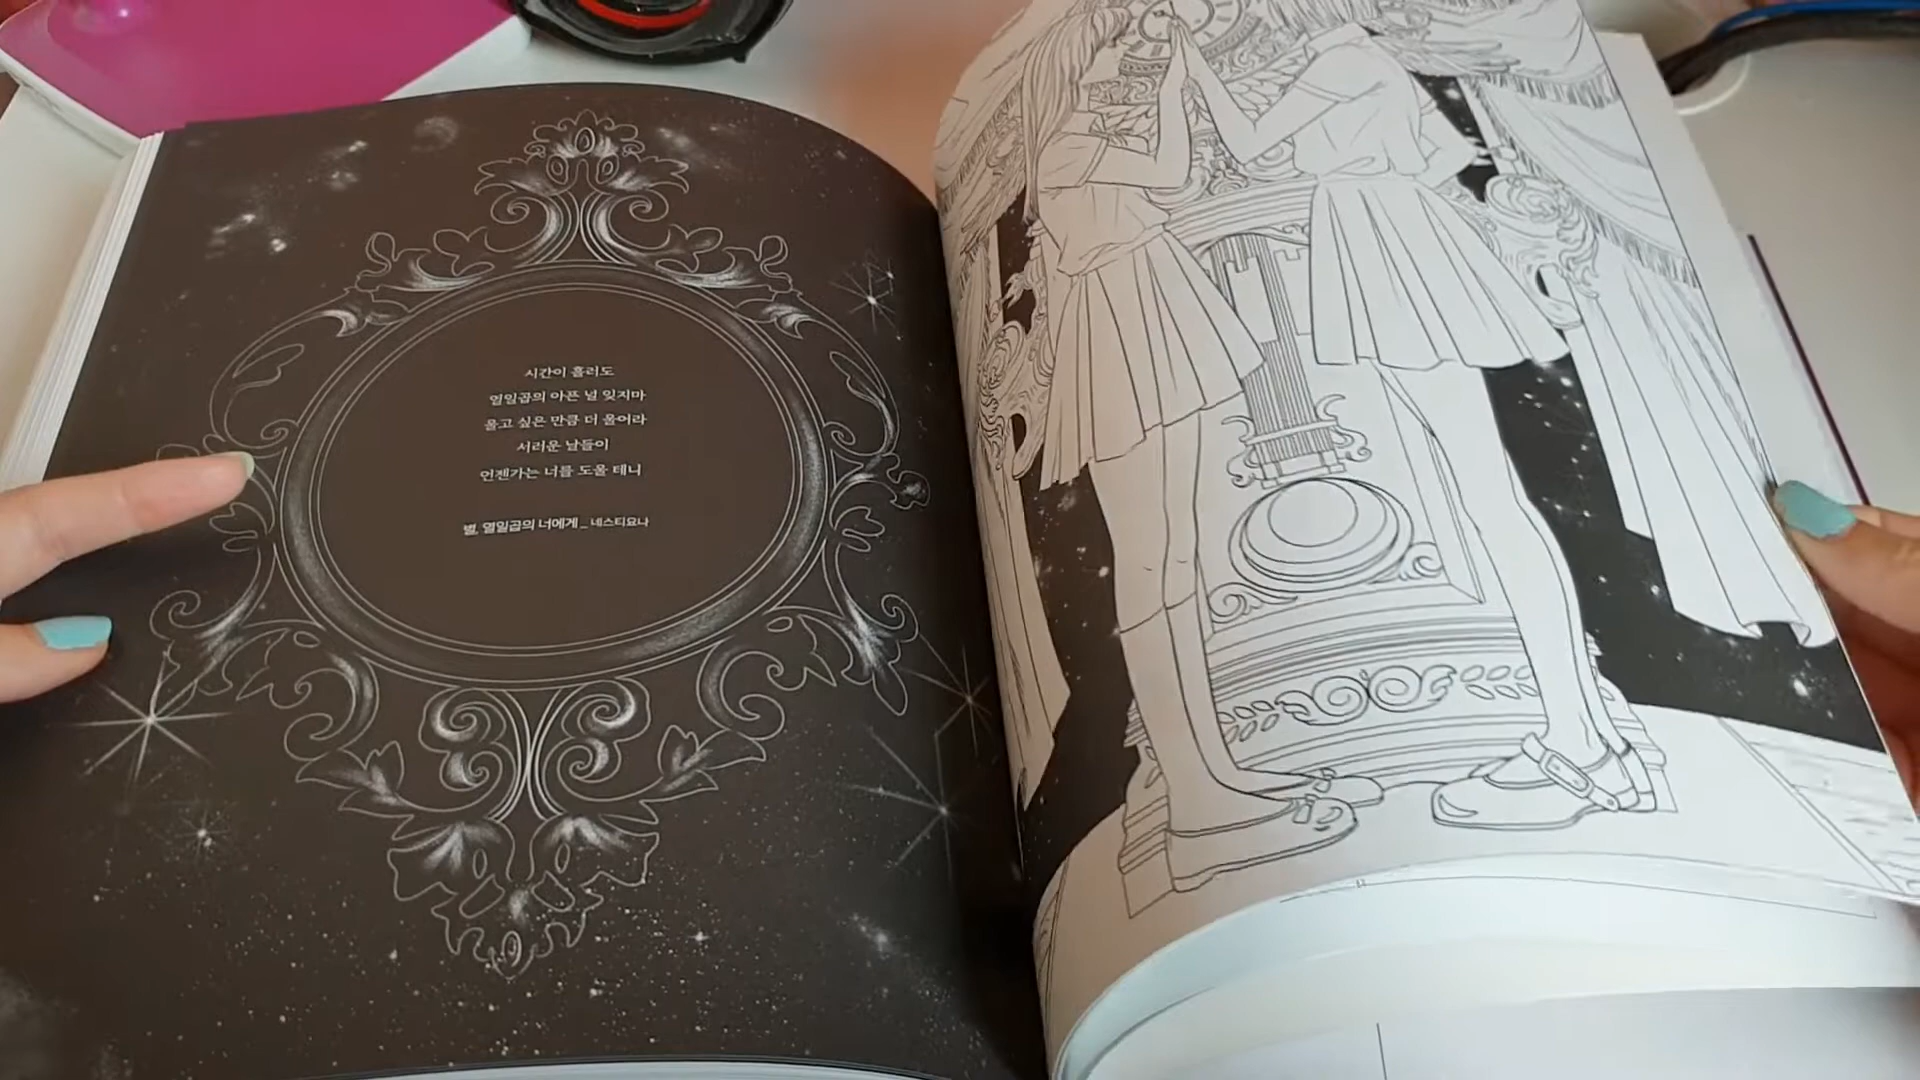 시간이 흘러도
열일곱의 아픈 널 잊지마
울고 싶은 만큼 더 울어라
서러운 날들이
언젠가는 너를 도울 테니
별, 열일곱의 너에게 _ 네스티요나